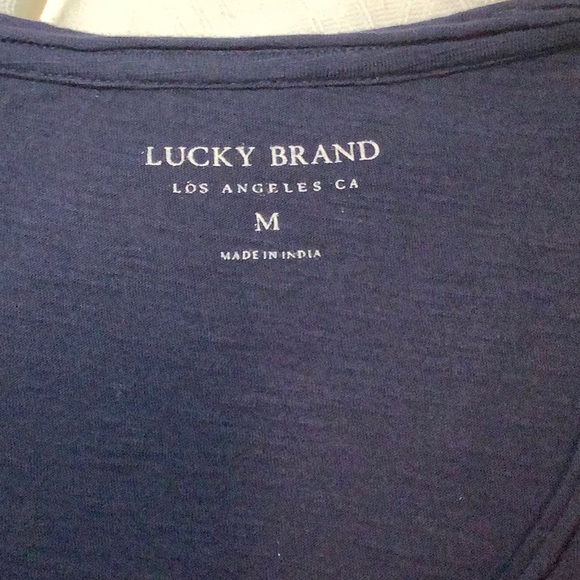 LUCKY BRAND
LOS ANGELES CA
M
MADE IN INDIA